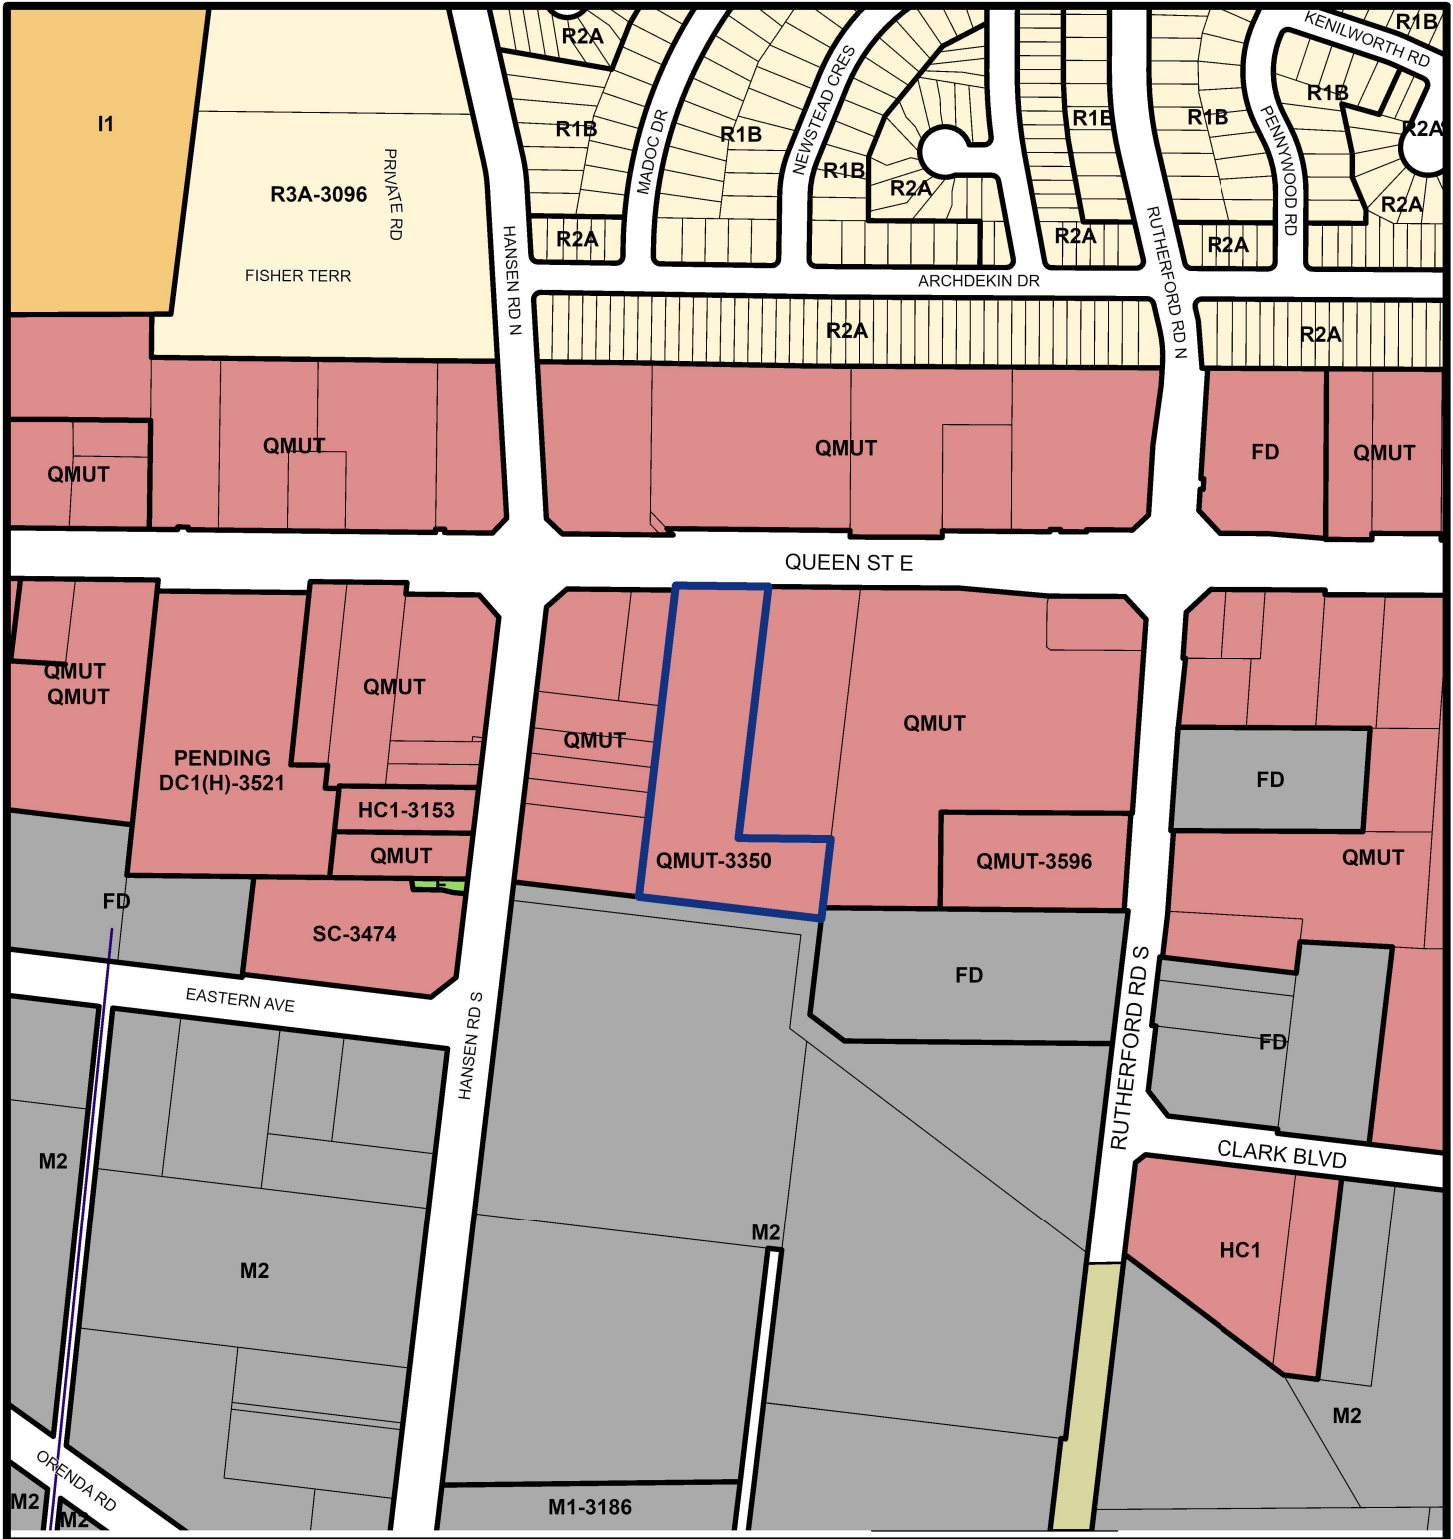 R1B
KENILWORTH RD
R2A
R1B
I1
R1B
R1B
R1B
R1B
R2A
MADOC DR
NEWSTEAD CRES
PENNYWOOD RD
R1B
R2A
R3A-3096
PRIVATE RD
R2A
R2A
R2A
R2A
HANSEN RD N
RUTHERFORD RD N
FISHER TERR
ARCHDEKIN DR
R2A
R2A
QMUT
QMUT
QMUT
FD
QMUT
QUEEN ST E
QMUT
QMUT
QMUT
QMUT
QMUT
PENDING
DC1(H)-3521
FD
HC1-3153
QMUT
QMUT-3350
QMUT-3596
QMUT
FD
SC-3474
FD
EASTERN AVE
HANSEN RD S
RUTHERFORD RD S
FD
CLARK BLVD
M2
M2
M2
HC1
M2
ORENDA RD
M2
M2
M1-3186